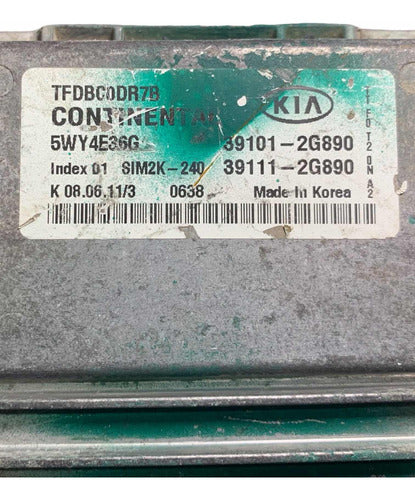 TFDBC0DR7B
CONTINENTA
KIA
5WY4E36G 39101-2G890
Index 01 SIM2K-240 39111-2G890
K 08.06.11/3 0638 Made In Korea